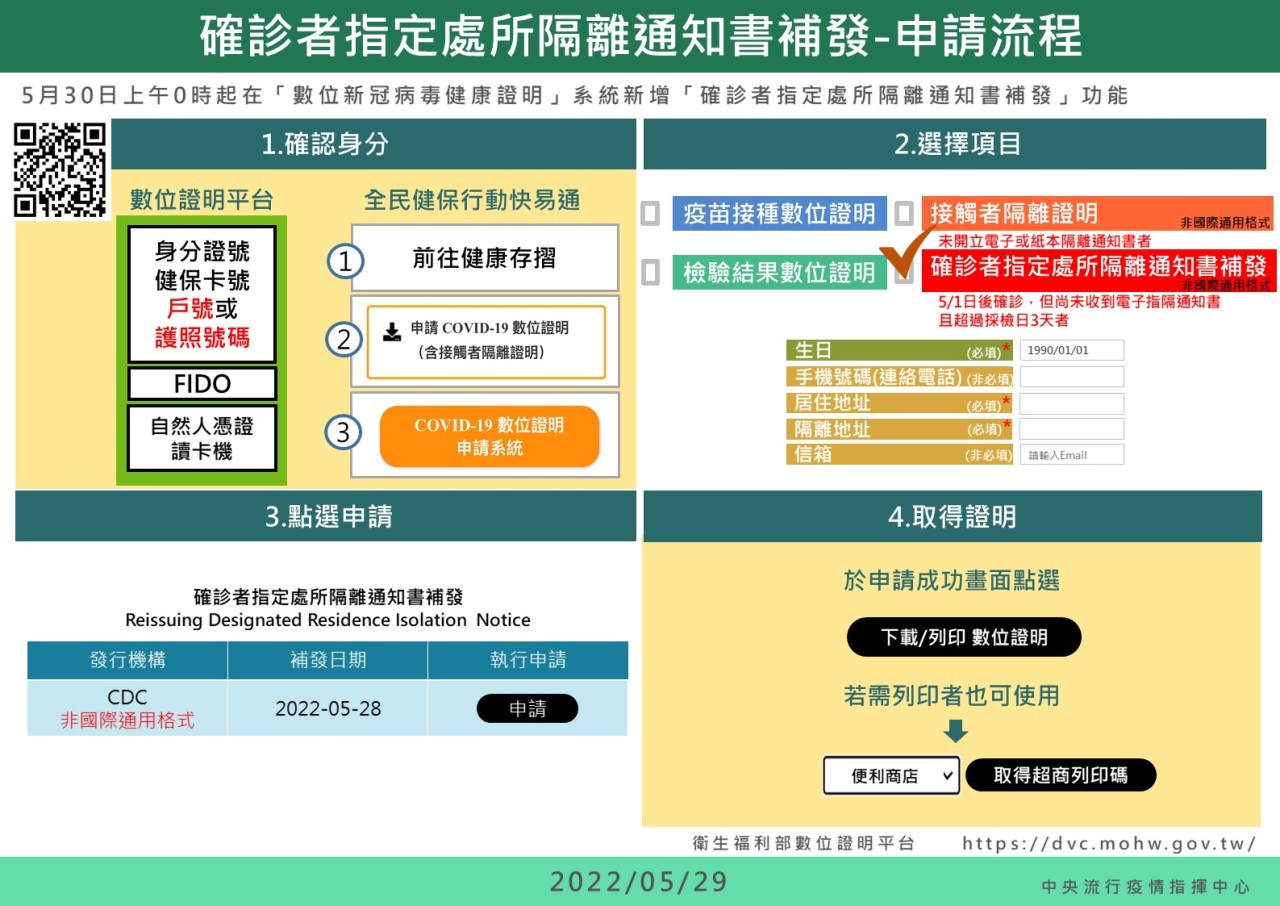 確診者指定處所隔離通知書補發-申請流程
5月30日上午0時起在「數位新冠病毒健康證明」系統新增「確診者指定處所隔離通知書補發」功能
1.確認身分
數位證明平台
身分證號
健保卡號
戶號或
護照號碼
FIDO
自然人憑證
讀卡機
全民健保行動快易通
1
前往健康存摺
2
申請 COVID-19 數位證明
(含接觸者隔離證明)
3
COVID-19 數位證明
申請系統
2.選擇項目
疫苗接種數位證明
接觸者隔離證明
非國際通用格式
未開立電子或紙本隔離通知書者
檢驗結果數位證明
確診者指定處所隔離通知書補發
非國際通用格式
5/1日後確診，但尚未收到電子指隔通知書
且超過採檢日3天者
生日 (必填)* 1990/01/01
手機號碼(連絡電話) (非必填)
居住地址 (必填)*
隔離地址 (必填)*
信箱 (非必填) 請輸入Email
3.點選申請
確診者指定處所隔離通知書補發
Reissuing Designated Residence Isolation Notice
發行機構 補發日期 執行申請
CDC
非國際通用格式
2022-05-28
申請
4.取得證明
於申請成功畫面點選
下載/列印 數位證明
若需列印者也可使用
便利商店 取得超商列印碼
衛生福利部數位證明平台 https://dvc.mohw.gov.tw/
2022/05/29
中央流行疫情指揮中心